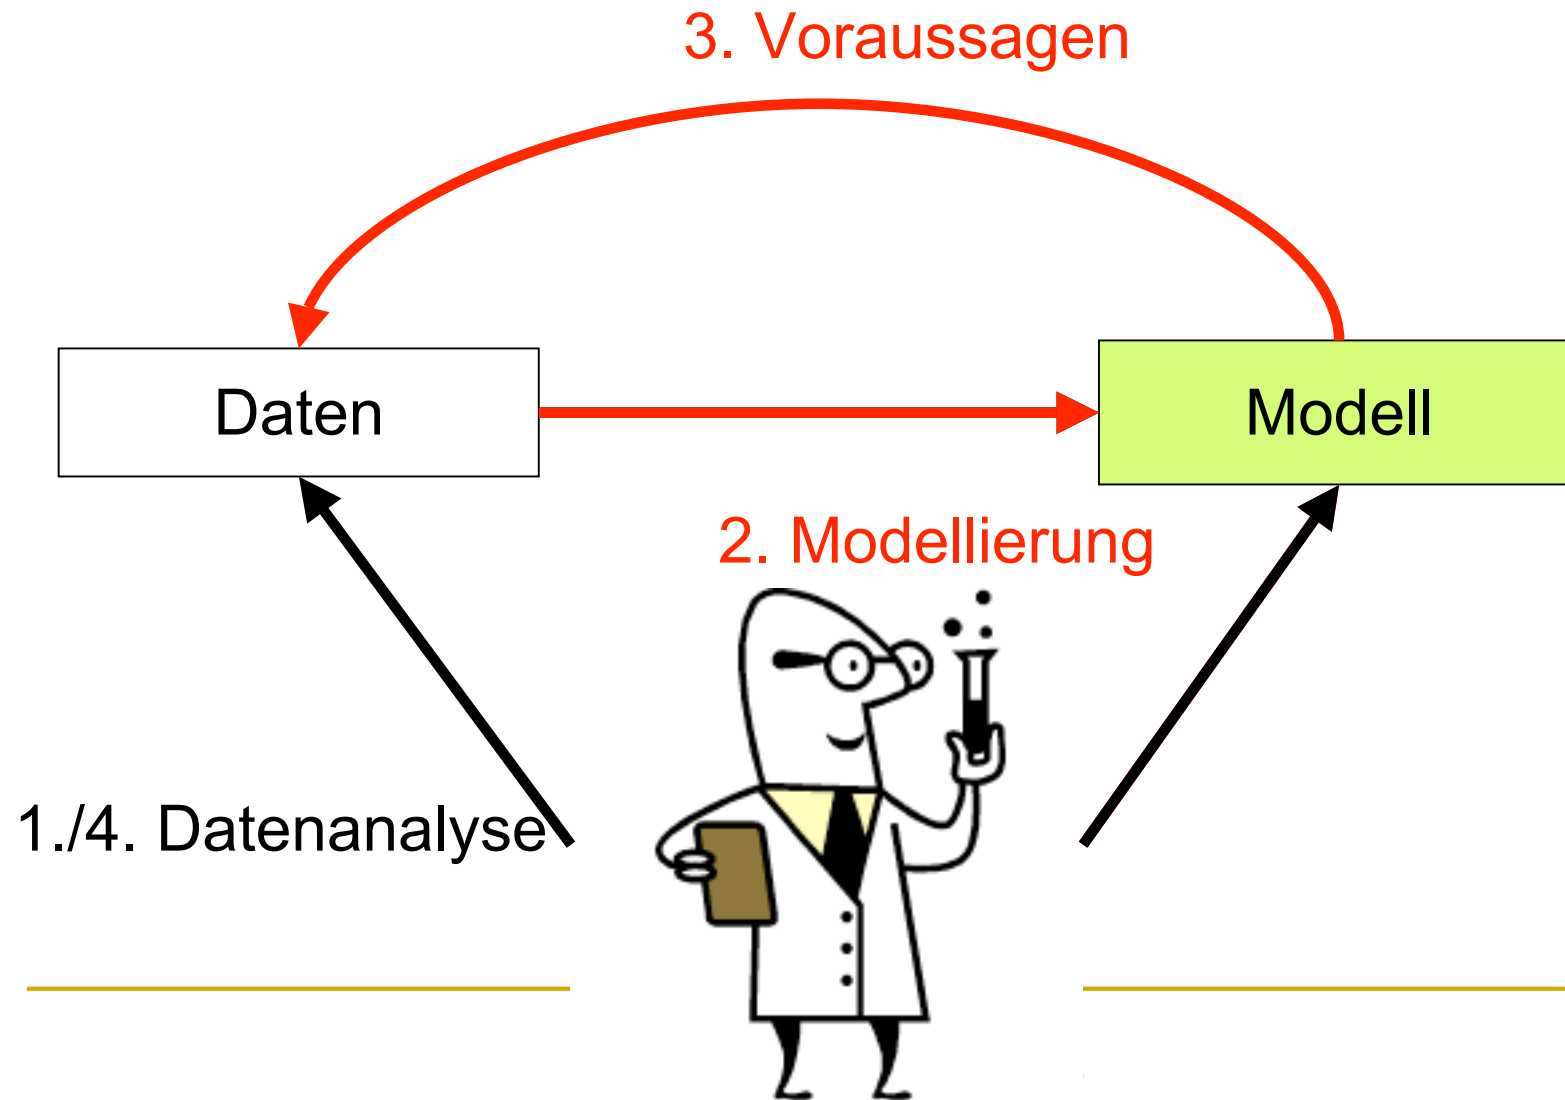 3. Voraussagen
Daten
Modell
2. Modellierung
1./4. Datenanalyse